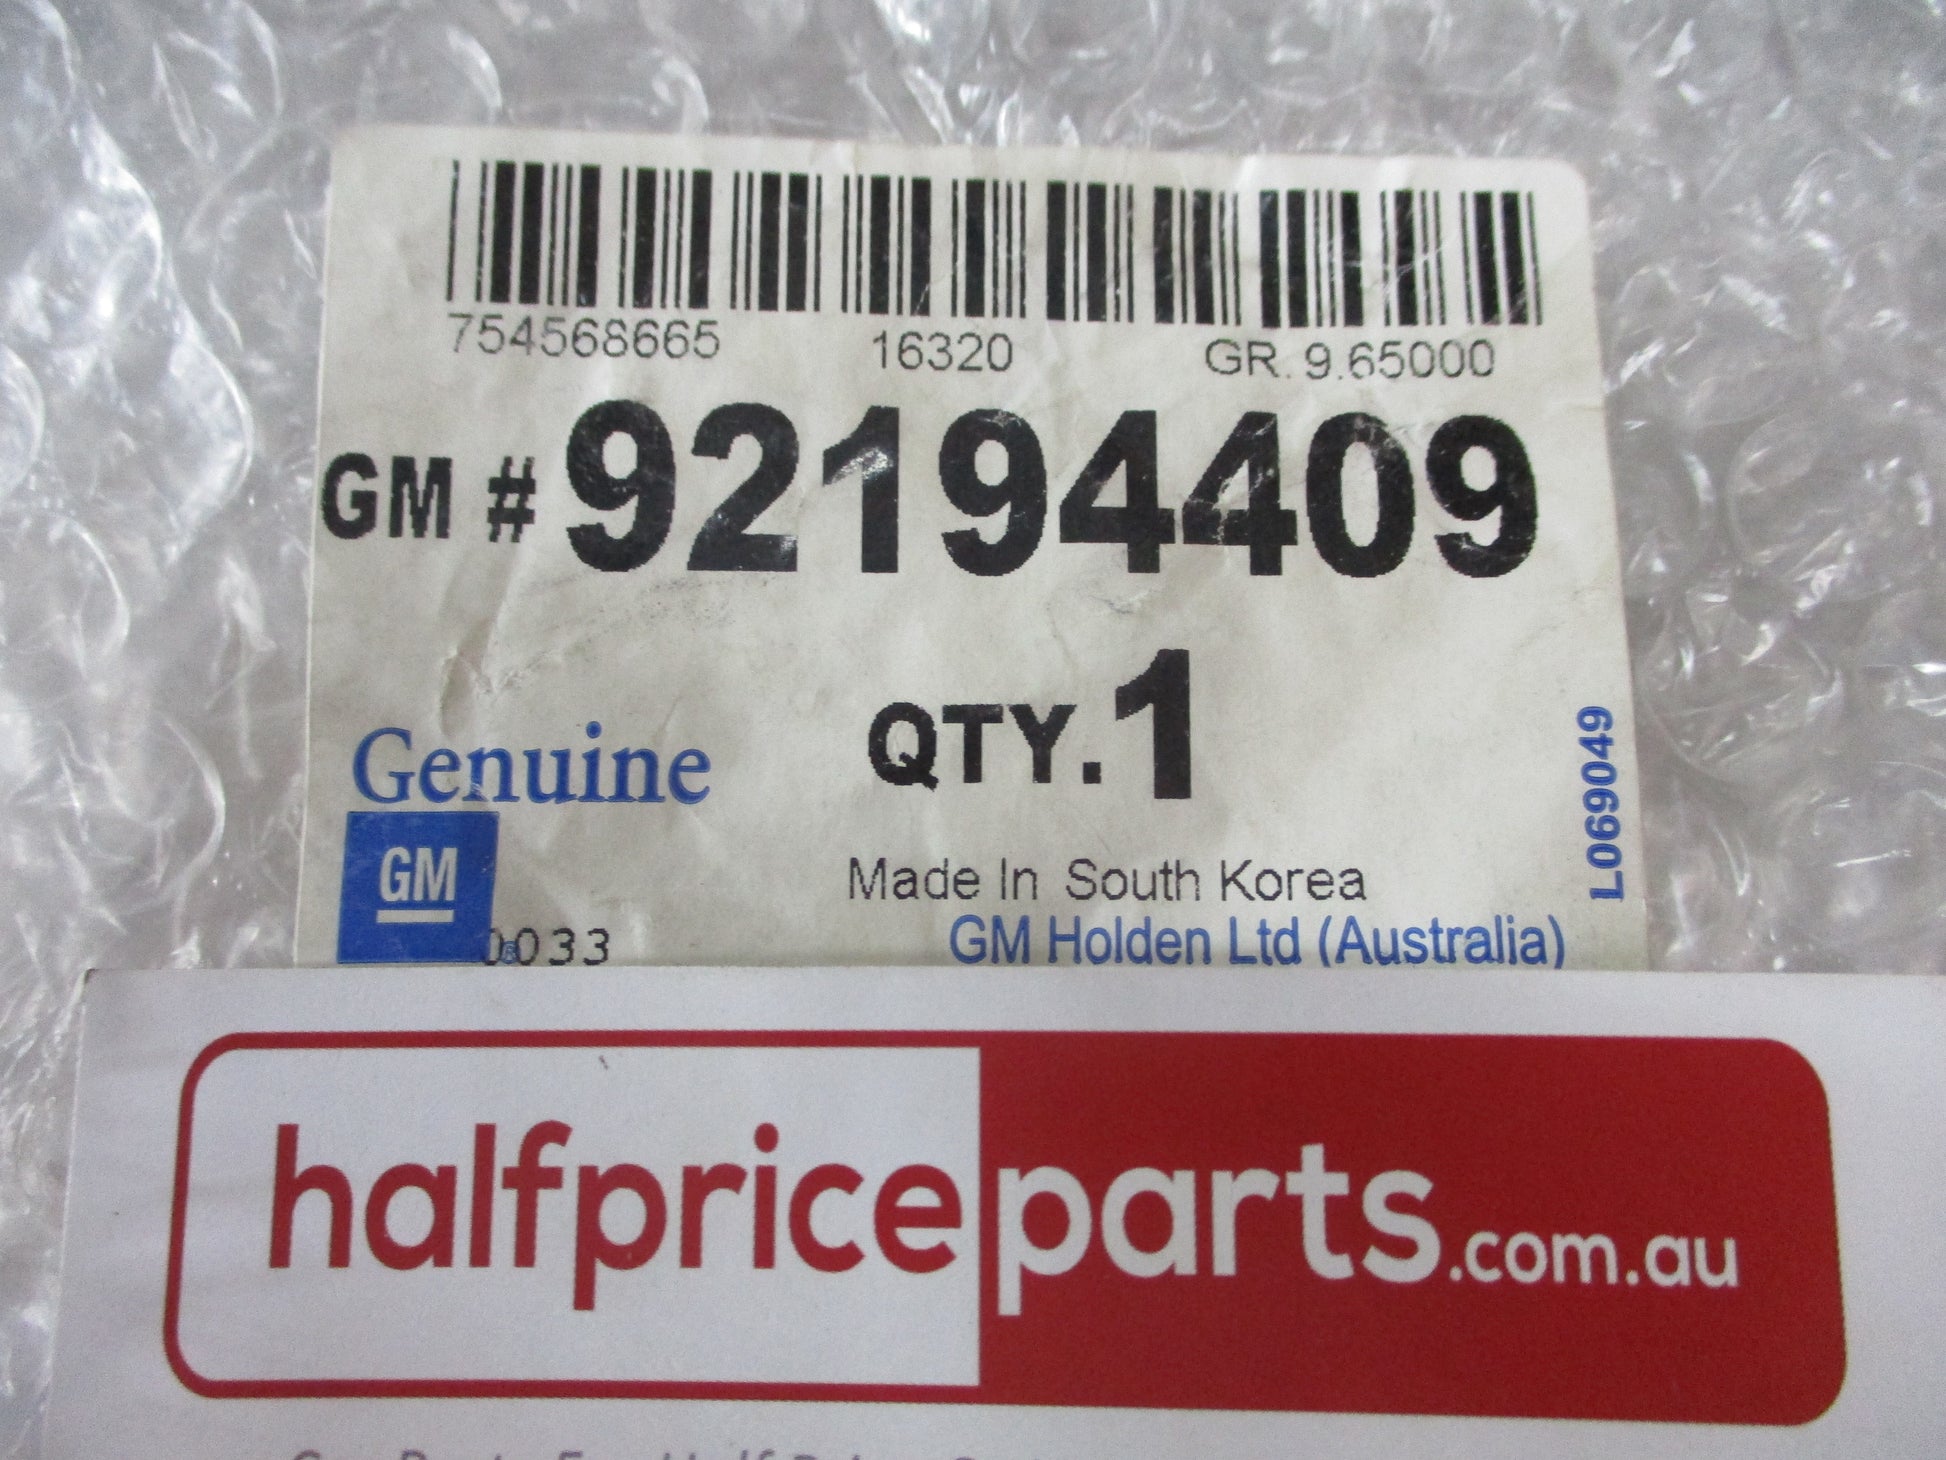 754568665 16320 GR. 9.65000
GM # 92194409
QTY. 1
Genuine
GM
Made In South Korea
0033
GM Holden Ltd (Australia)
L069049
halfpriceparts.com.au